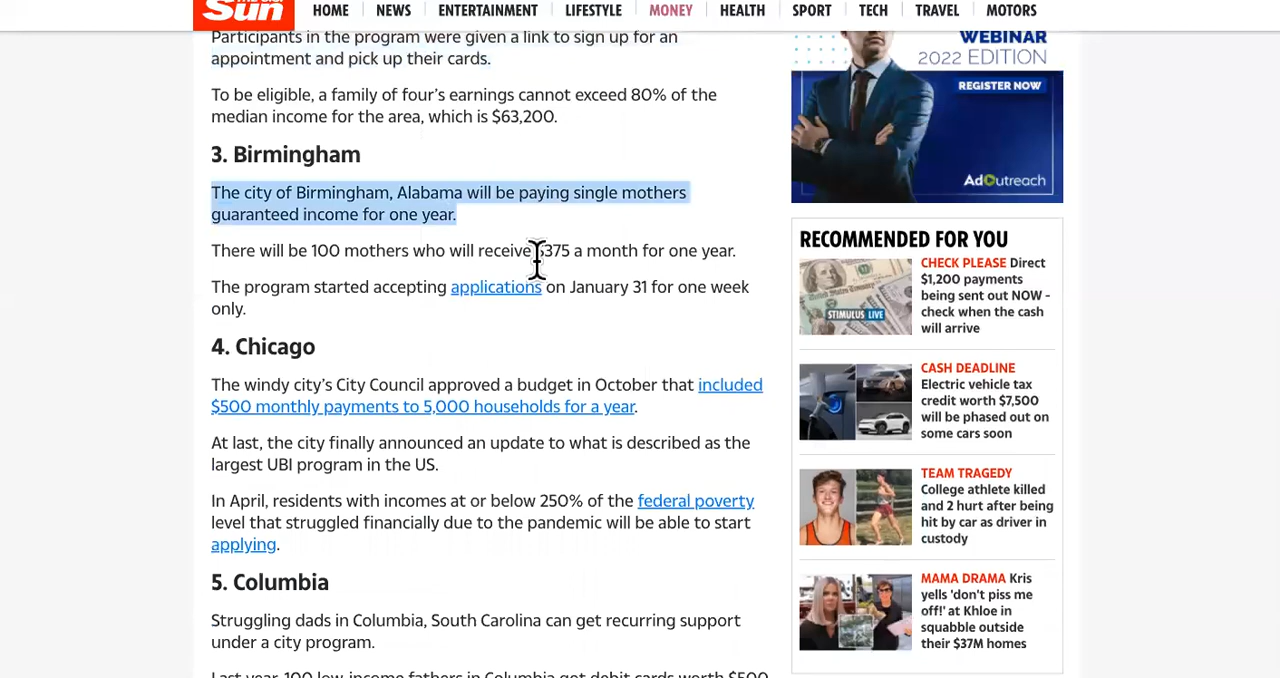 Sun
HOME
NEWS
ENTERTAINMENT
LIFESTYLE
MONEY
HEALTH
SPORT
TECH
TRAVEL
MOTORS
Participants in the program were given a link to sign up for an
appointment and pick up their cards.
To be eligible, a family of four's earnings cannot exceed 80% of the
median income for the area, which is $63,200.
3. Birmingham
The city of Birmingham, Alabama will be paying single mothers
guaranteed income for one year.
There will be 100 mothers who will receive $375 a month for one year.
The program started accepting applications on January 31 for one week
only.
4. Chicago
The windy city's City Council approved a budget in October that included
$500 monthly payments to 5,000 households for a year.
At last, the city finally announced an update to what is described as the
largest UBI program in the US.
In April, residents with incomes at or below 250% of the federal poverty
level that struggled financially due to the pandemic will be able to start
applying.
5. Columbia
Struggling dads in Columbia, South Carolina can get recurring support
under a city program.
Last year, 100 low-income fathers in Columbia got debit cards worth $500
WEBINAR
2022 EDITION
REGISTER NOW
AdOutreach
RECOMMENDED FOR YOU
STIMULUS LIVE
CHECK PLEASE Direct
$1,200 payments
being sent out NOW -
check when the cash
will arrive
CASH DEADLINE
Electric vehicle tax
credit worth $7,500
will be phased out on
some cars soon
TEAM TRAGEDY
College athlete killed
and 2 hurt after being
hit by car as driver in
custody
MAMA DRAMA Kris
yells 'don't piss me
off!' at Khloe in
squabble outside
their $37M homes